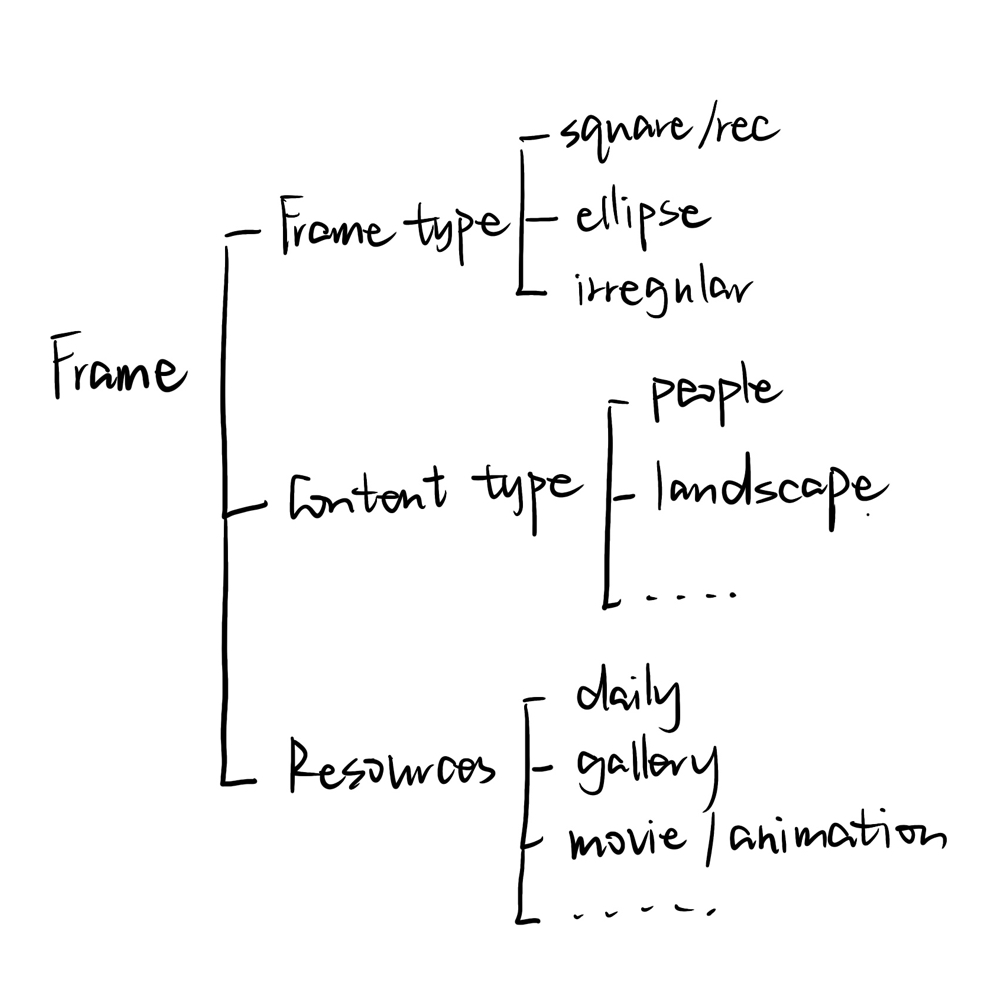 Frame
Frame type
square/rec
ellipse
irregular
Content type
people
landscape
.....
Resources
daily
gallery
movie/animation
.....